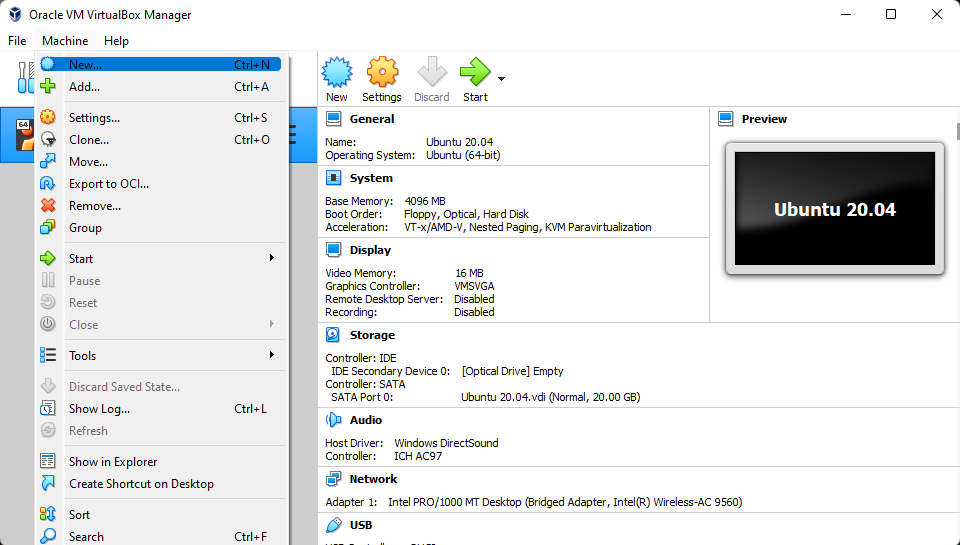 Oracle VM VirtualBox Manager
File Machine Help
New... Ctrl+N
Add... Ctrl+A
Settings... Ctrl+S
Clone... Ctrl+O
Move...
Export to OCI...
Remove...
Group
Start
Pause
Reset
Close
Tools
Discard Saved State...
Show Log... Ctrl+L
Refresh
Show in Explorer
Create Shortcut on Desktop
Sort
Search Ctrl+F
64
New Settings Discard Start
General
Name: Ubuntu 20.04
Operating System: Ubuntu (64-bit)
System
Base Memory: 4096 MB
Boot Order: Floppy, Optical, Hard Disk
Acceleration: VT-x/AMD-V, Nested Paging, KVM Paravirtualization
Display
Video Memory: 16 MB
Graphics Controller: VMSVGA
Remote Desktop Server: Disabled
Recording: Disabled
Preview
Ubuntu 20.04
Storage
Controller: IDE
IDE Secondary Device 0: [Optical Drive] Empty
Controller: SATA
SATA Port 0: Ubuntu 20.04.vdi (Normal, 20.00 GB)
Audio
Host Driver: Windows DirectSound
Controller: ICH AC97
Network
Adapter 1: Intel PRO/1000 MT Desktop (Bridged Adapter, Intel(R) Wireless-AC 9560)
USB